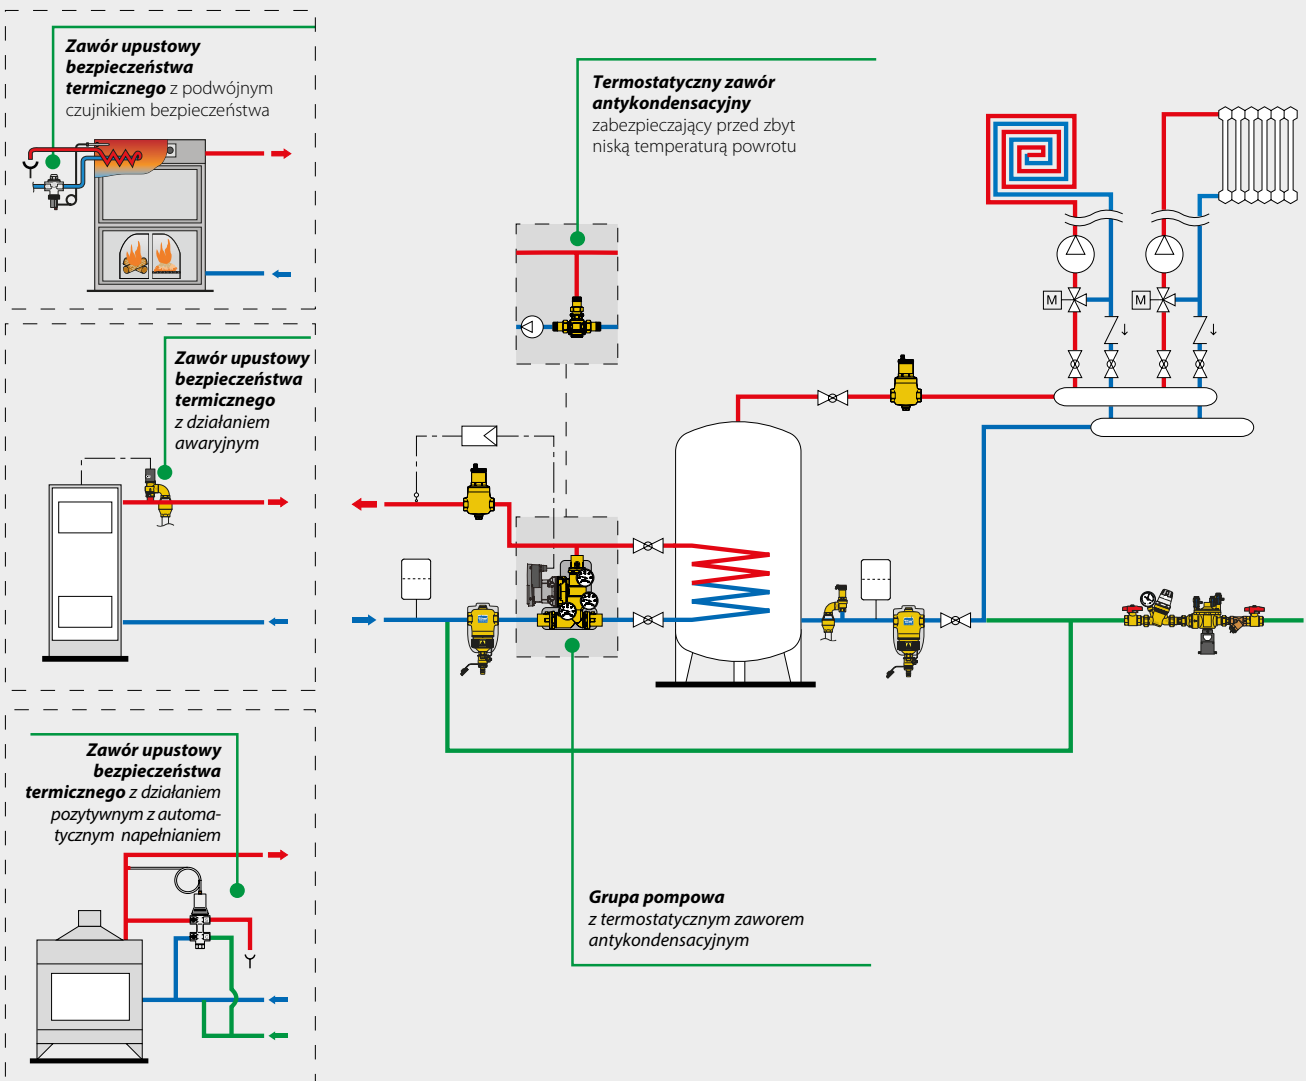 Zawór upustowy
bezpieczeństwa
termicznego z podwójnym
czujnikiem bezpieczeństwa
Termostatyczny zawór
antykondensacyjny
zabezpieczający przed zbyt
niską temperaturą powrotu
M
M
Zawór upustowy
bezpieczeństwa
termicznego
z działaniem
awaryjnym
Zawór upustowy
bezpieczeństwa
termicznego z działaniem
pozytywnym z automa-
tycznym napełnianiem
Grupa pompowa
z termostatycznym zaworem
antykondensacyjnym